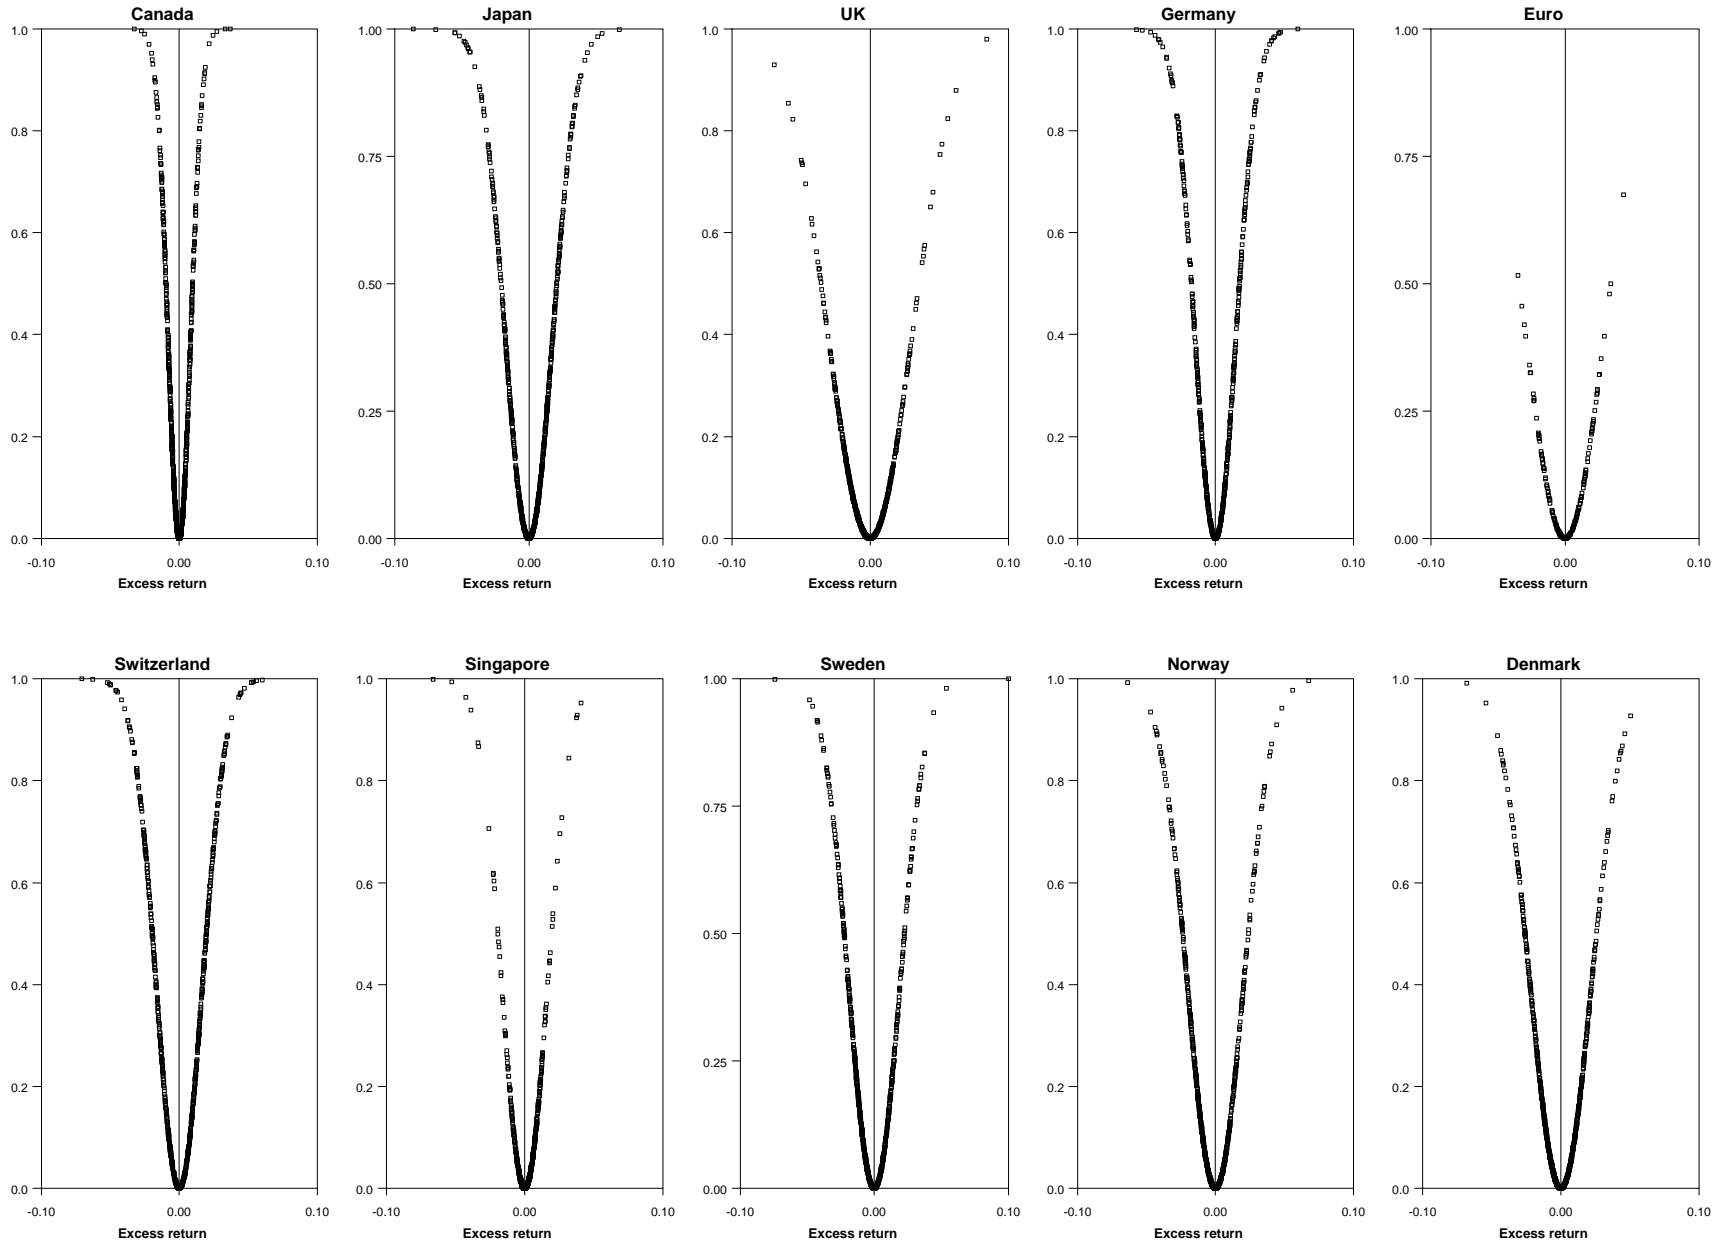 Canada Japan UK Germany Euro
1.0 1.00 1.0 1.0 1.00
0.8 0.75 0.8 0.8 0.75
0.6 0.50 0.6 0.6 0.50
0.4 0.25 0.4 0.4 0.25
0.2 0.2 0.2
0.0 0.00 0.0 0.0 0.00
-0.10 0.00 0.10 -0.10 0.00 0.10 -0.10 0.00 0.10 -0.10 0.00 0.10 -0.10 0.00 0.10
Excess return Excess return Excess return Excess return Excess return
Switzerland Singapore Sweden Norway Denmark
1.0 1.0 1.00 1.0 1.0
0.8 0.8 0.75 0.8 0.8
0.6 0.6 0.50 0.6 0.6
0.4 0.4 0.25 0.4 0.4
0.2 0.2 0.2 0.2
0.0 0.0 0.00 0.0 0.0
-0.10 0.00 0.10 -0.10 0.00 0.10 -0.10 0.00 0.10 -0.10 0.00 0.10 -0.10 0.00 0.10
Excess return Excess return Excess return Excess return Excess return